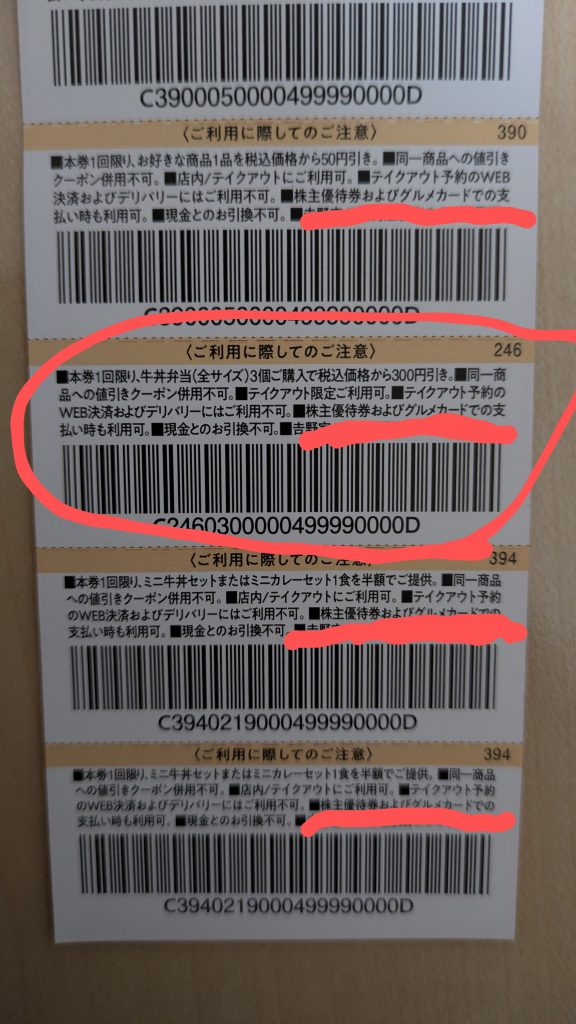 C390005000049999​0000D
〈ご利用に際してのご注意〉 390
■本券1回限り、お好きな商品1品を税込価格から50円引き。■同一商品への値引き
クーポン併用不可。■店内/テイクアウトにご利用可。■テイクアウト予約のWEB
決済およびデリバリーにはご利用不可。■株主優待券およびグルメカードでの支
払い時も利用可。■現金とのお引換不可。■
〈ご利用に際してのご注意〉 246
■本券1回限り、牛丼弁当(全サイズ)3個ご購入で税込価格から300円引き。■同一商
品への値引きクーポン併用不可。■テイクアウト限定ご利用可。■テイクアウト予約の
WEB決済およびデリバリーにはご利用不可。■株主優待券およびグルメカードでの支
払い時も利用可。■現金とのお引換不可。■吉野家
C246030000049999​0000D
〈ご利用に際してのご注意〉 394
■本券1回限り、ミニ牛丼セットまたはミニカレーセット1食を半額でご提供。■同一商品
への値引きクーポン併用不可。■店内/テイクアウトにご利用可。■テイクアウト予約
のWEB決済およびデリバリーにはご利用不可。■株主優待券およびグルメカードでの
支払い時も利用可。■現金とのお引換不可。■
C394021900049999​0000D
〈ご利用に際してのご注意〉 394
■本券1回限り、ミニ牛丼セットまたはミニカレーセット1食を半額でご提供。■同一商品
への値引きクーポン併用不可。■店内/テイクアウトにご利用可。■テイクアウト予約
のWEB決済およびデリバリーにはご利用不可。■株主優待券およびグルメカードでの
支払い時も利用可。■現金とのお引換不可。■
C394021900049999​0000D